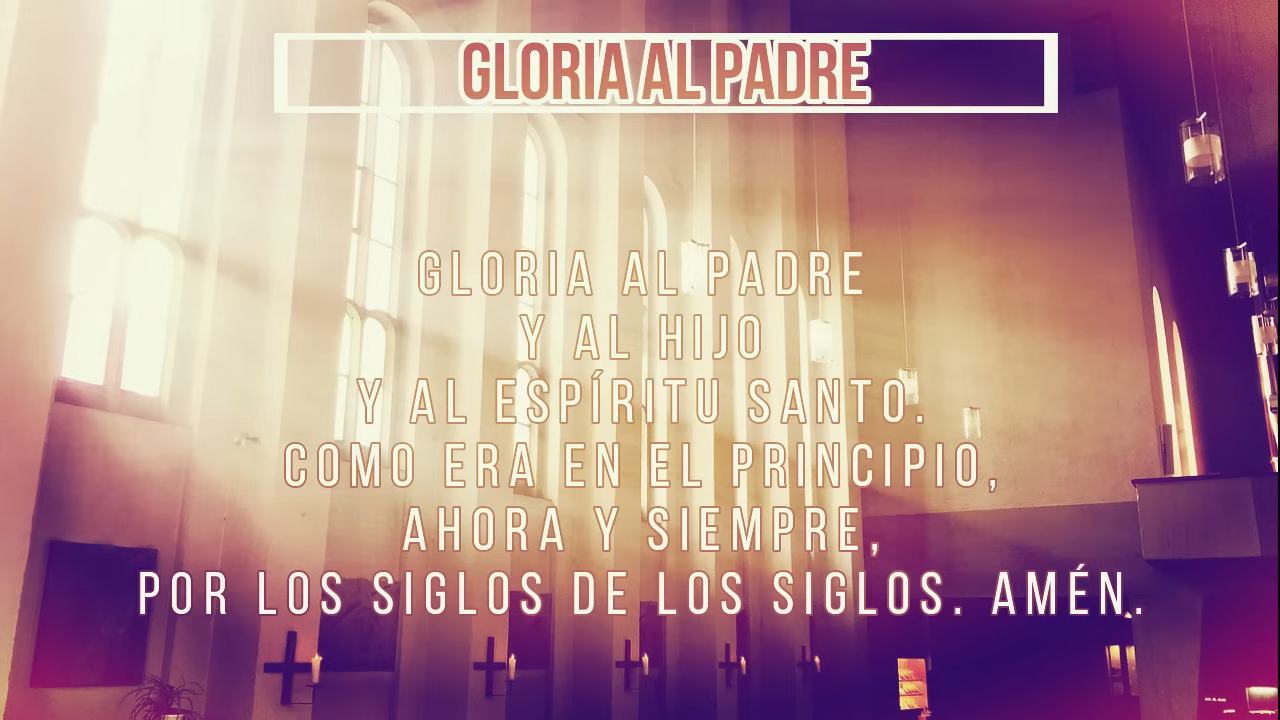 GLORIA AL PADRE
GLORIA AL PADRE
Y AL HIJO
Y AL ESPÍRITU SANTO.
COMO ERA EN EL PRINCIPIO,
AHORA Y SIEMPRE,
POR LOS SIGLOS DE LOS SIGLOS. AMÉN.